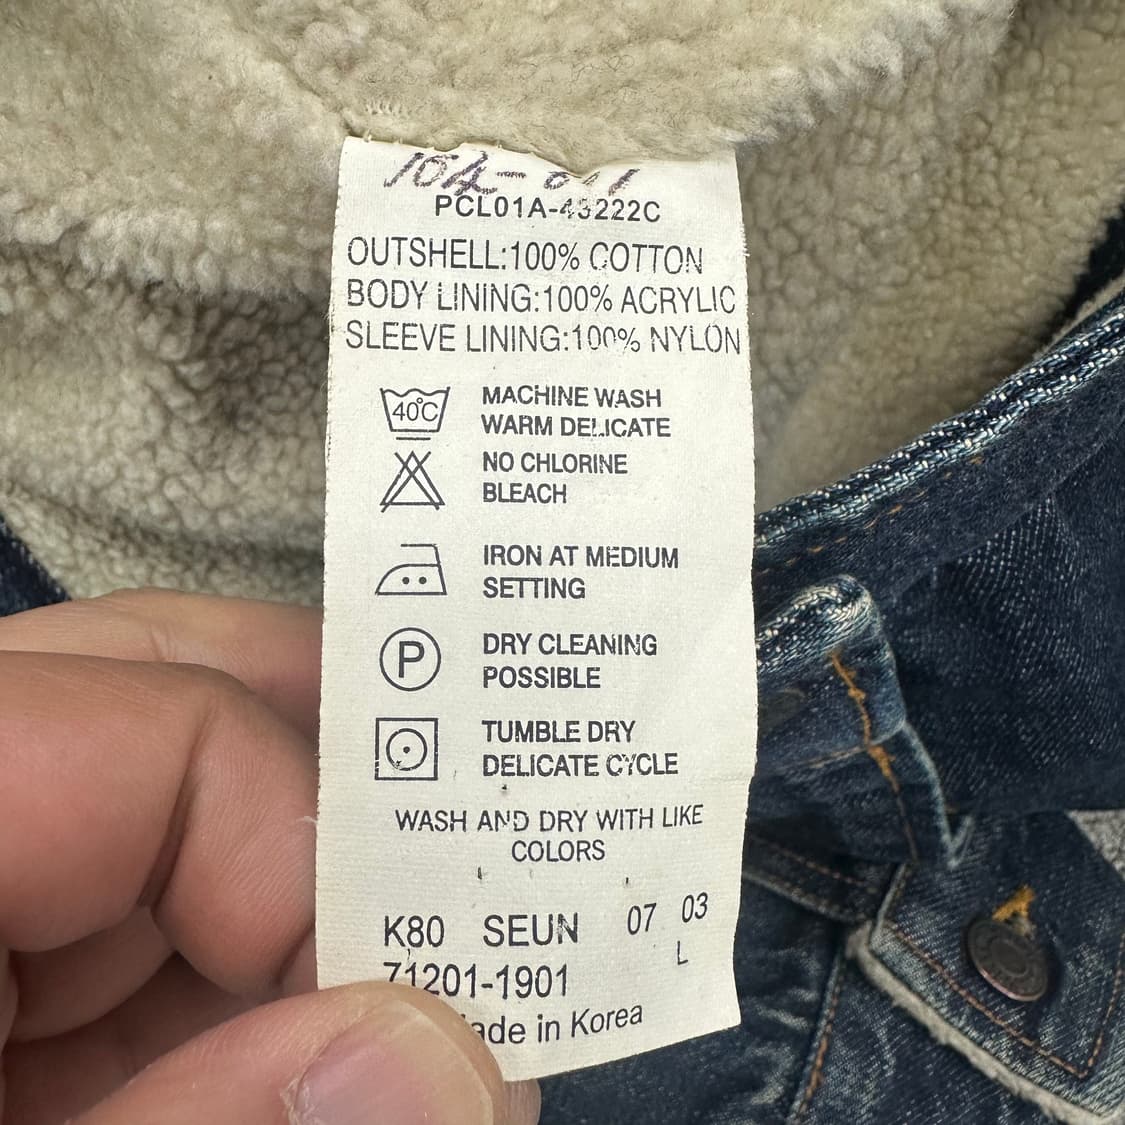 PCL01A-43222C
OUTSHELL:100% COTTON
BODY LINING:100% ACRYLIC
SLEEVE LINING:100% NYLON
40°C
MACHINE WASH
WARM DELICATE
NO CHLORINE
BLEACH
IRON AT MEDIUM
SETTING
P
DRY CLEANING
POSSIBLE
TUMBLE DRY
DELICATE CYCLE
WASH AND DRY WITH LIKE
COLORS
K80 SEUN 07 03
L
71201-1901
ade in Korea